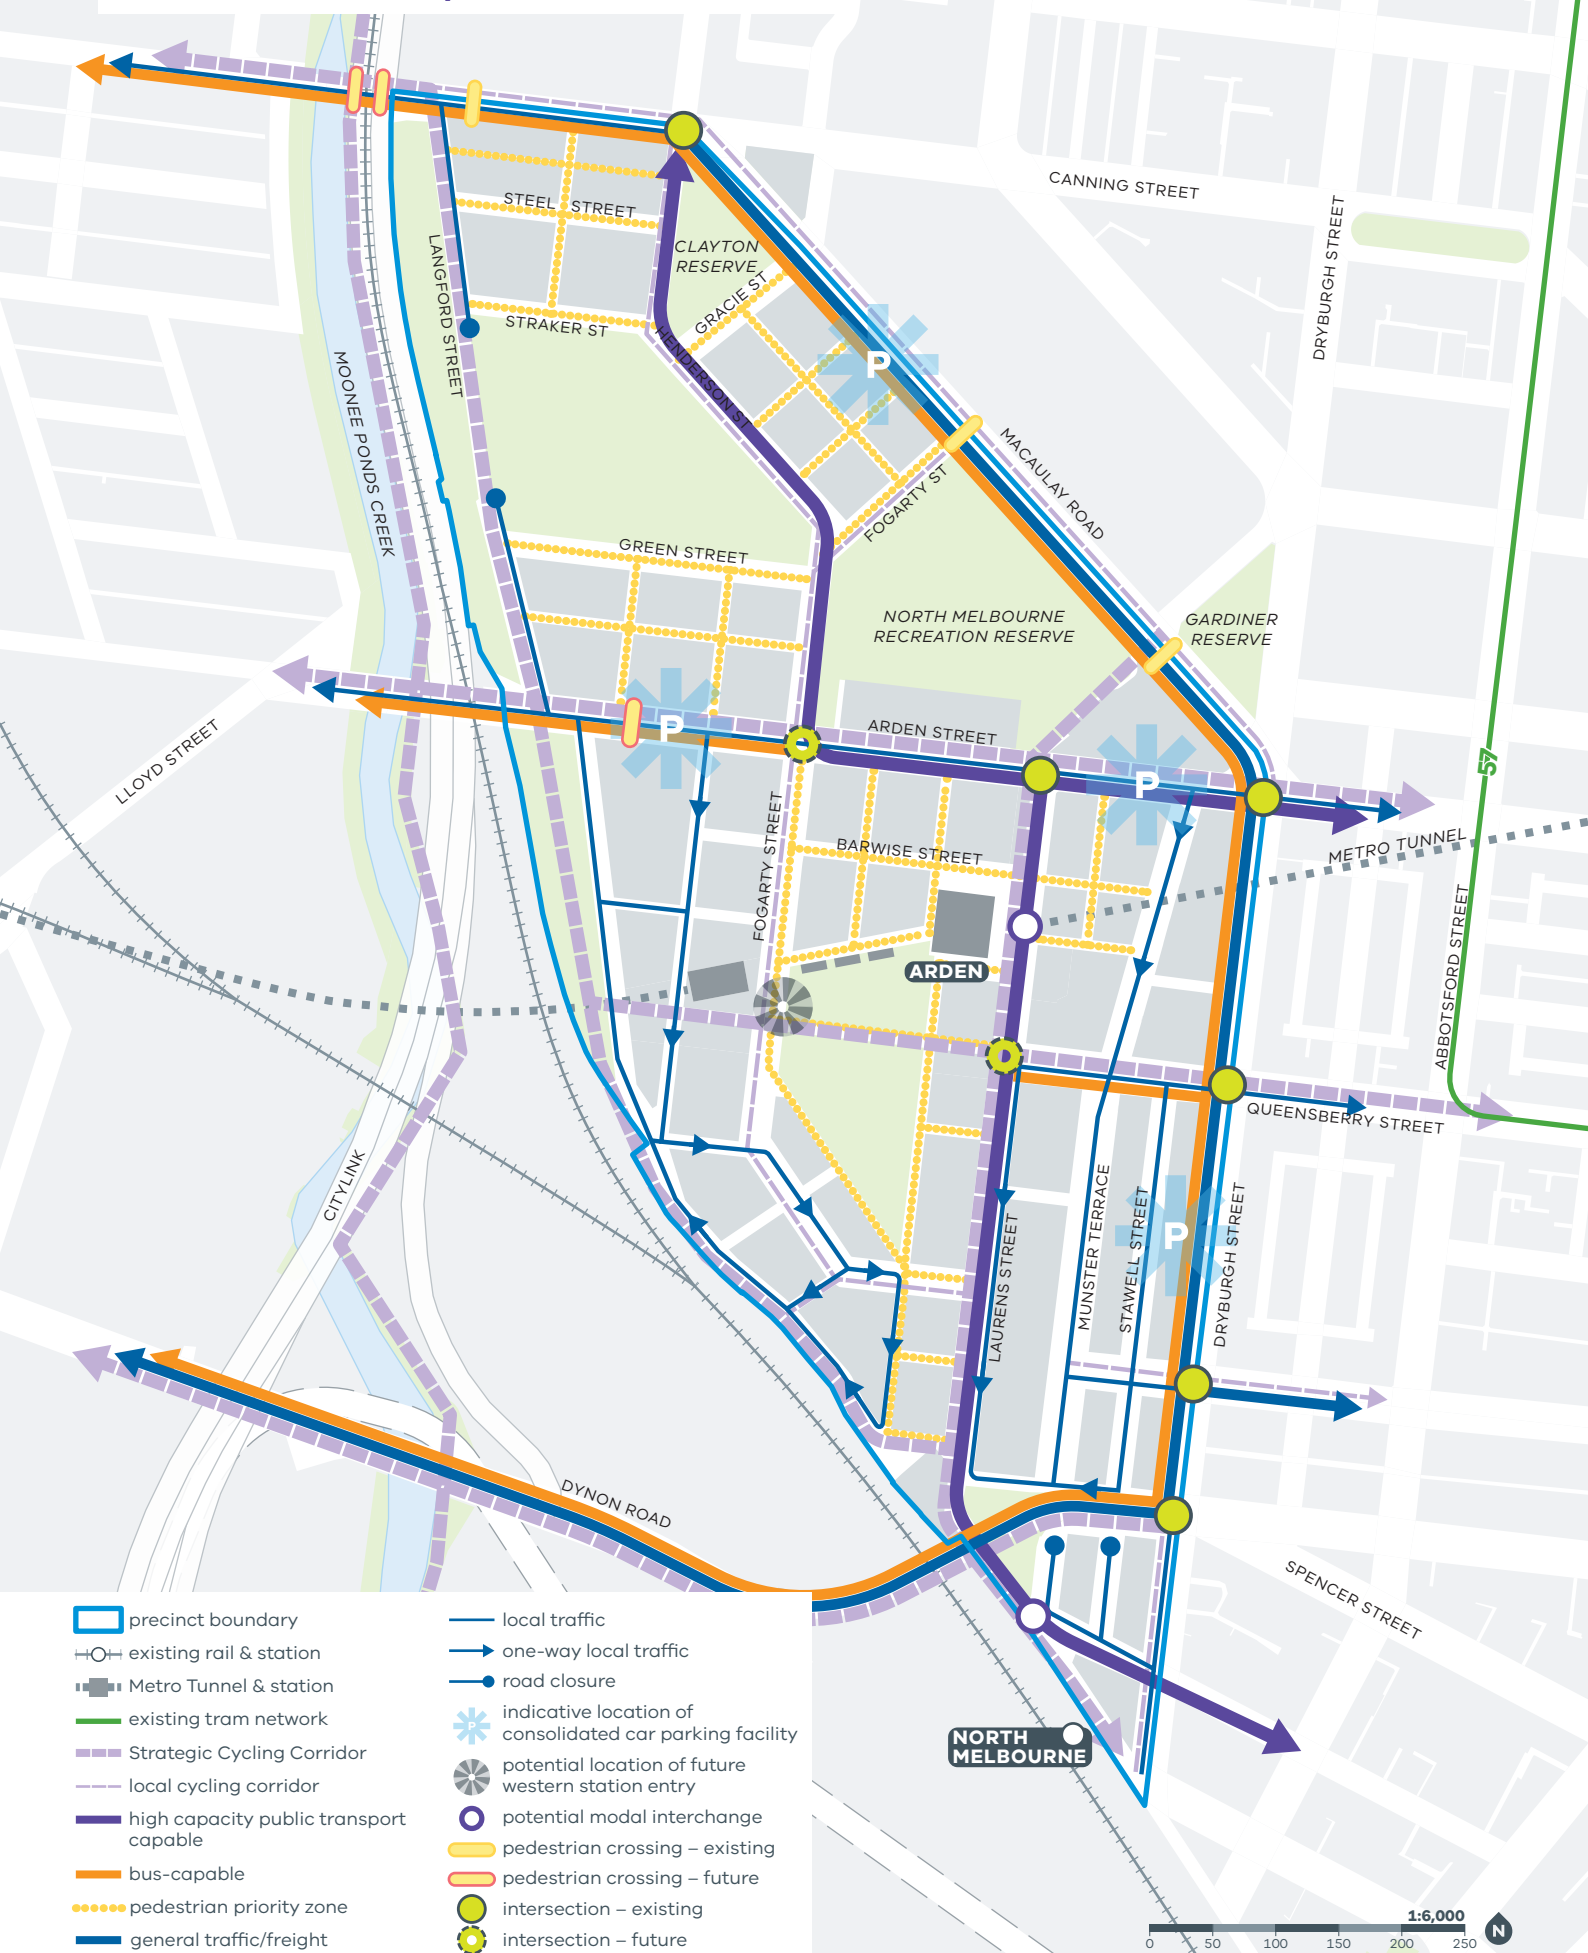 CANNING STREET
DRYBURGH STREET
STEEL STREET
CLAYTON
RESERVE
LANGFORD STREET
GRACIE ST
STRAKER ST
HENDERSON ST
P
MOONEE PONDS CREEK
MACAULAY ROAD
FOGARTY ST
GREEN STREET
NORTH MELBOURNE
RECREATION RESERVE
GARDINER
RESERVE
LLOYD STREET
P
ARDEN STREET
P
57
METRO TUNNEL
FOGARTY STREET
BARWISE STREET
ARDEN
ABBOTSFORD STREET
QUEENSBERRY STREET
CITYLINK
LAURENS STREET
MUNSTER TERRACE
STAWELL STREET
P
DRYBURGH STREET
DYNON ROAD
SPENCER STREET
NORTH
MELBOURNE
precinct boundary
existing rail & station
Metro Tunnel & station
existing tram network
Strategic Cycling Corridor
local cycling corridor
high capacity public transport
capable
bus-capable
pedestrian priority zone
general traffic/freight
local traffic
one-way local traffic
road closure
P
indicative location of
consolidated car parking facility
potential location of future
western station entry
potential modal interchange
pedestrian crossing – existing
pedestrian crossing – future
intersection – existing
intersection – future
1:6,000
N
0 50 100 150 200 250